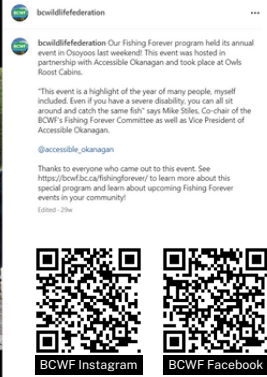 bcwildlifefederation
bcwildlifefederation Our Fishing Forever program held its annual
event in Osoyoos last weekend! This event was hosted in
partnership with Accessible Okanagan and took place at Owls
Roost Cabins.
"This event is a highlight of the year of many people, myself
included. Even if you have a severe disability, you can all sit
around and catch the same fish" says Mike Stiles, Co-chair of the
BCWF's Fishing Forever Committee as well as Vice President of
Accessible Okanagan.
@accessible_okanagan
Thanks to everyone who came out to this event. See
https://bcwf.bc.ca/fishingforever/ to learn more about this
special program and learn about upcoming Fishing Forever
events in your community!
Edited · 29w
BCWF Instagram
BCWF Facebook